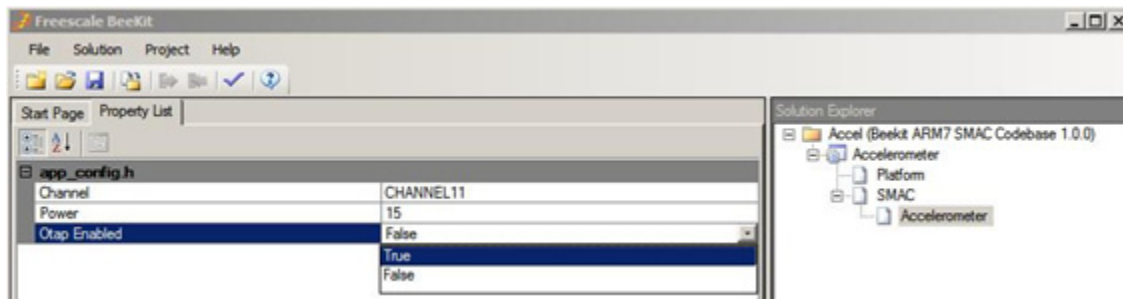 Freescale BeeKit
File Solution Project Help
Start Page Property List
app_config.h
Channel CHANNEL11
Power 15
Otap Enabled False
True
False
Solution Explorer
Accel (Beekit ARM7 SMAC Codebase 1.0.0)
Accelerometer
Platform
SMAC
Accelerometer